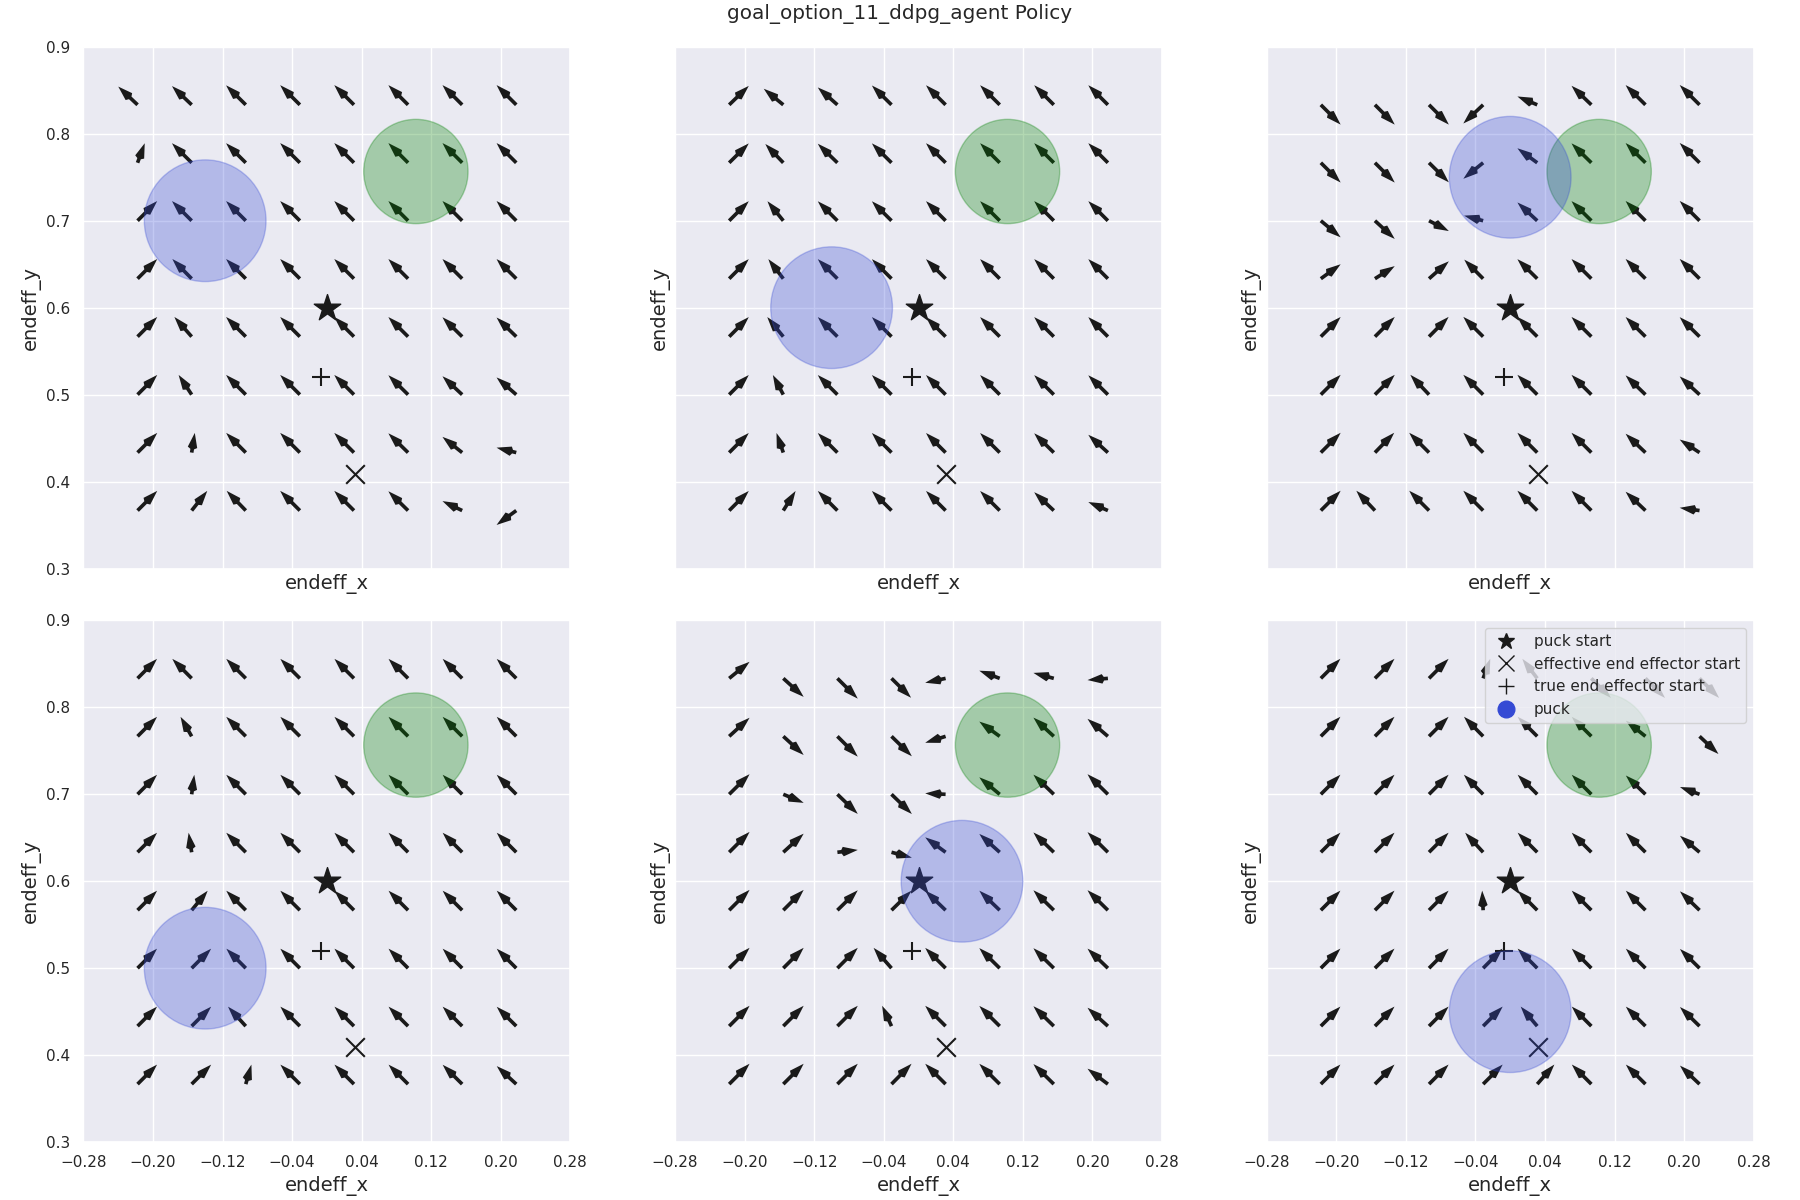 goal_option_11_ddpg_agent Policy
0.9
0.8
0.7
0.6
0.5
0.4
0.3
endeff_y
endeff_x
endeff_y
endeff_x
endeff_y
endeff_x
0.9
0.8
0.7
0.6
0.5
0.4
0.3
endeff_y
−0.28 −0.20 −0.12 −0.04 0.04 0.12 0.20 0.28
endeff_x
endeff_y
−0.28 −0.20 −0.12 −0.04 0.04 0.12 0.20 0.28
endeff_x
puck start
effective end effector start
true end effector start
puck
endeff_y
−0.28 −0.20 −0.12 −0.04 0.04 0.12 0.20 0.28
endeff_x